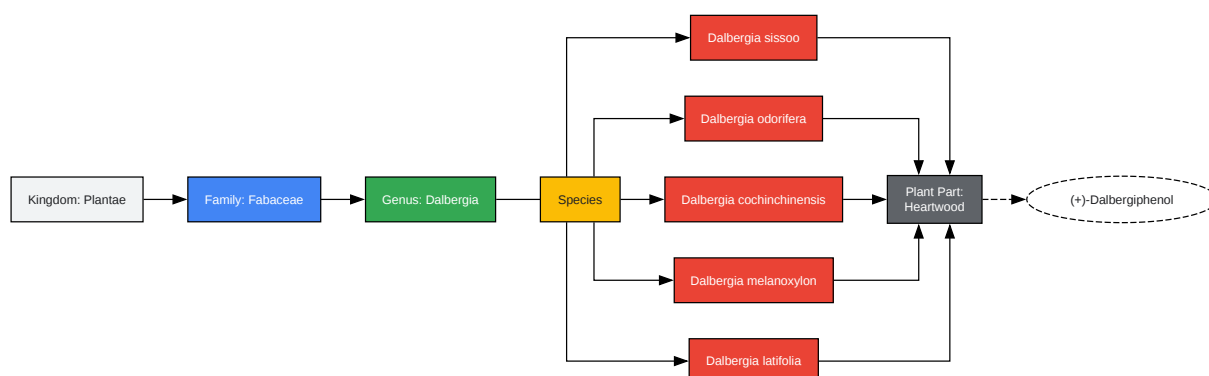 Dalbergia sissoo
Dalbergia odorifera
Kingdom: Plantae
Family: Fabaceae
Genus: Dalbergia
Species
Dalbergia cochinchinensis
Plant Part:
Heartwood
(+)-Dalbergiphenol
Dalbergia melanoxylon
Dalbergia latifolia